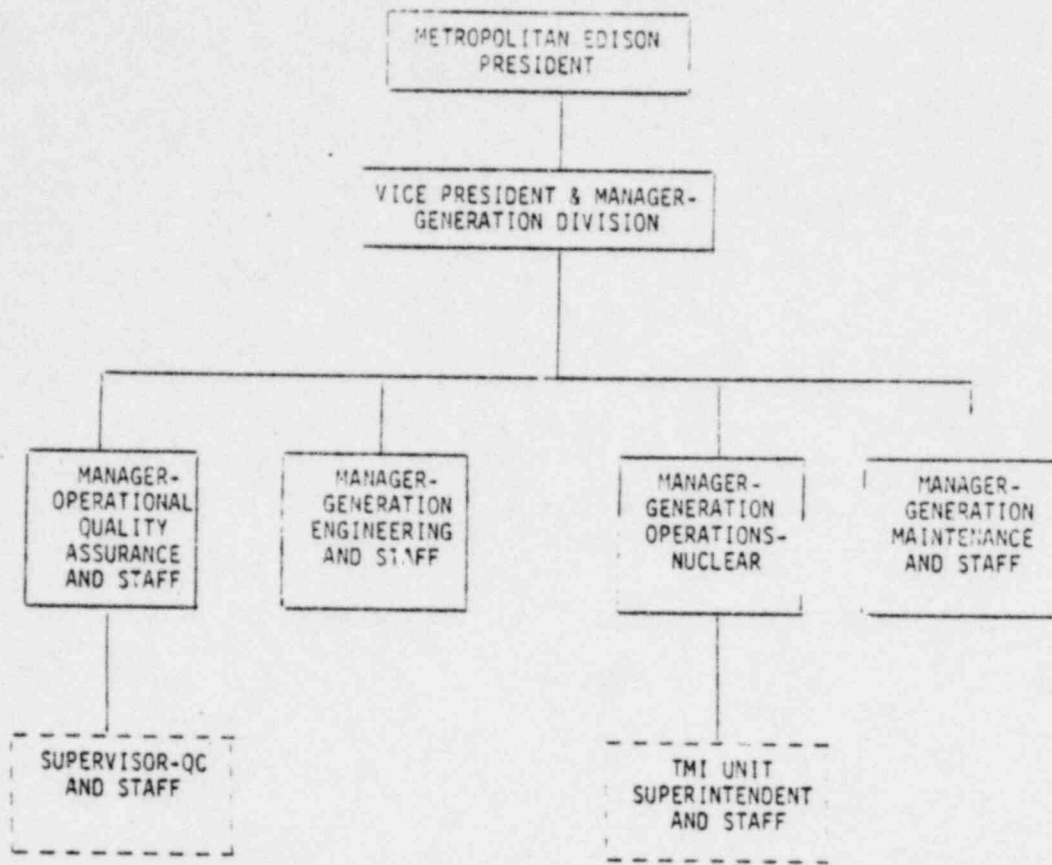 METROPOLITAN EDISON
PRESIDENT
VICE PRESIDENT & MANAGER-
GENERATION DIVISION
MANAGER-
OPERATIONAL
QUALITY
ASSURANCE
AND STAFF
MANAGER-
GENERATION
ENGINEERING
AND STAFF
MANAGER-
GENERATION
OPERATIONS-
NUCLEAR
MANAGER-
GENERATION
MAINTENANCE
AND STAFF
SUPERVISOR-QC
AND STAFF
TMI UNIT
SUPERINTENDENT
AND STAFF